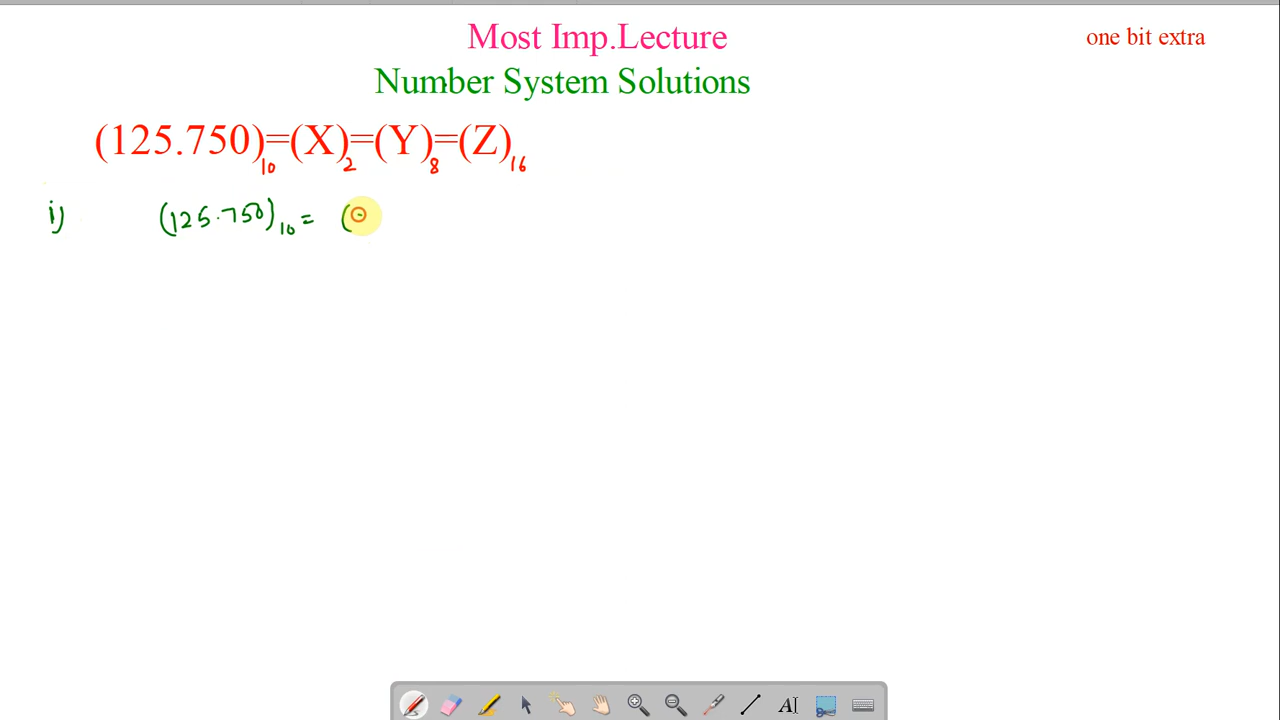 Most Imp.Lecture
one bit extra
Number System Solutions
(125.750)10=(X)2=(Y)8=(Z)16
i) (125.750)10 = (